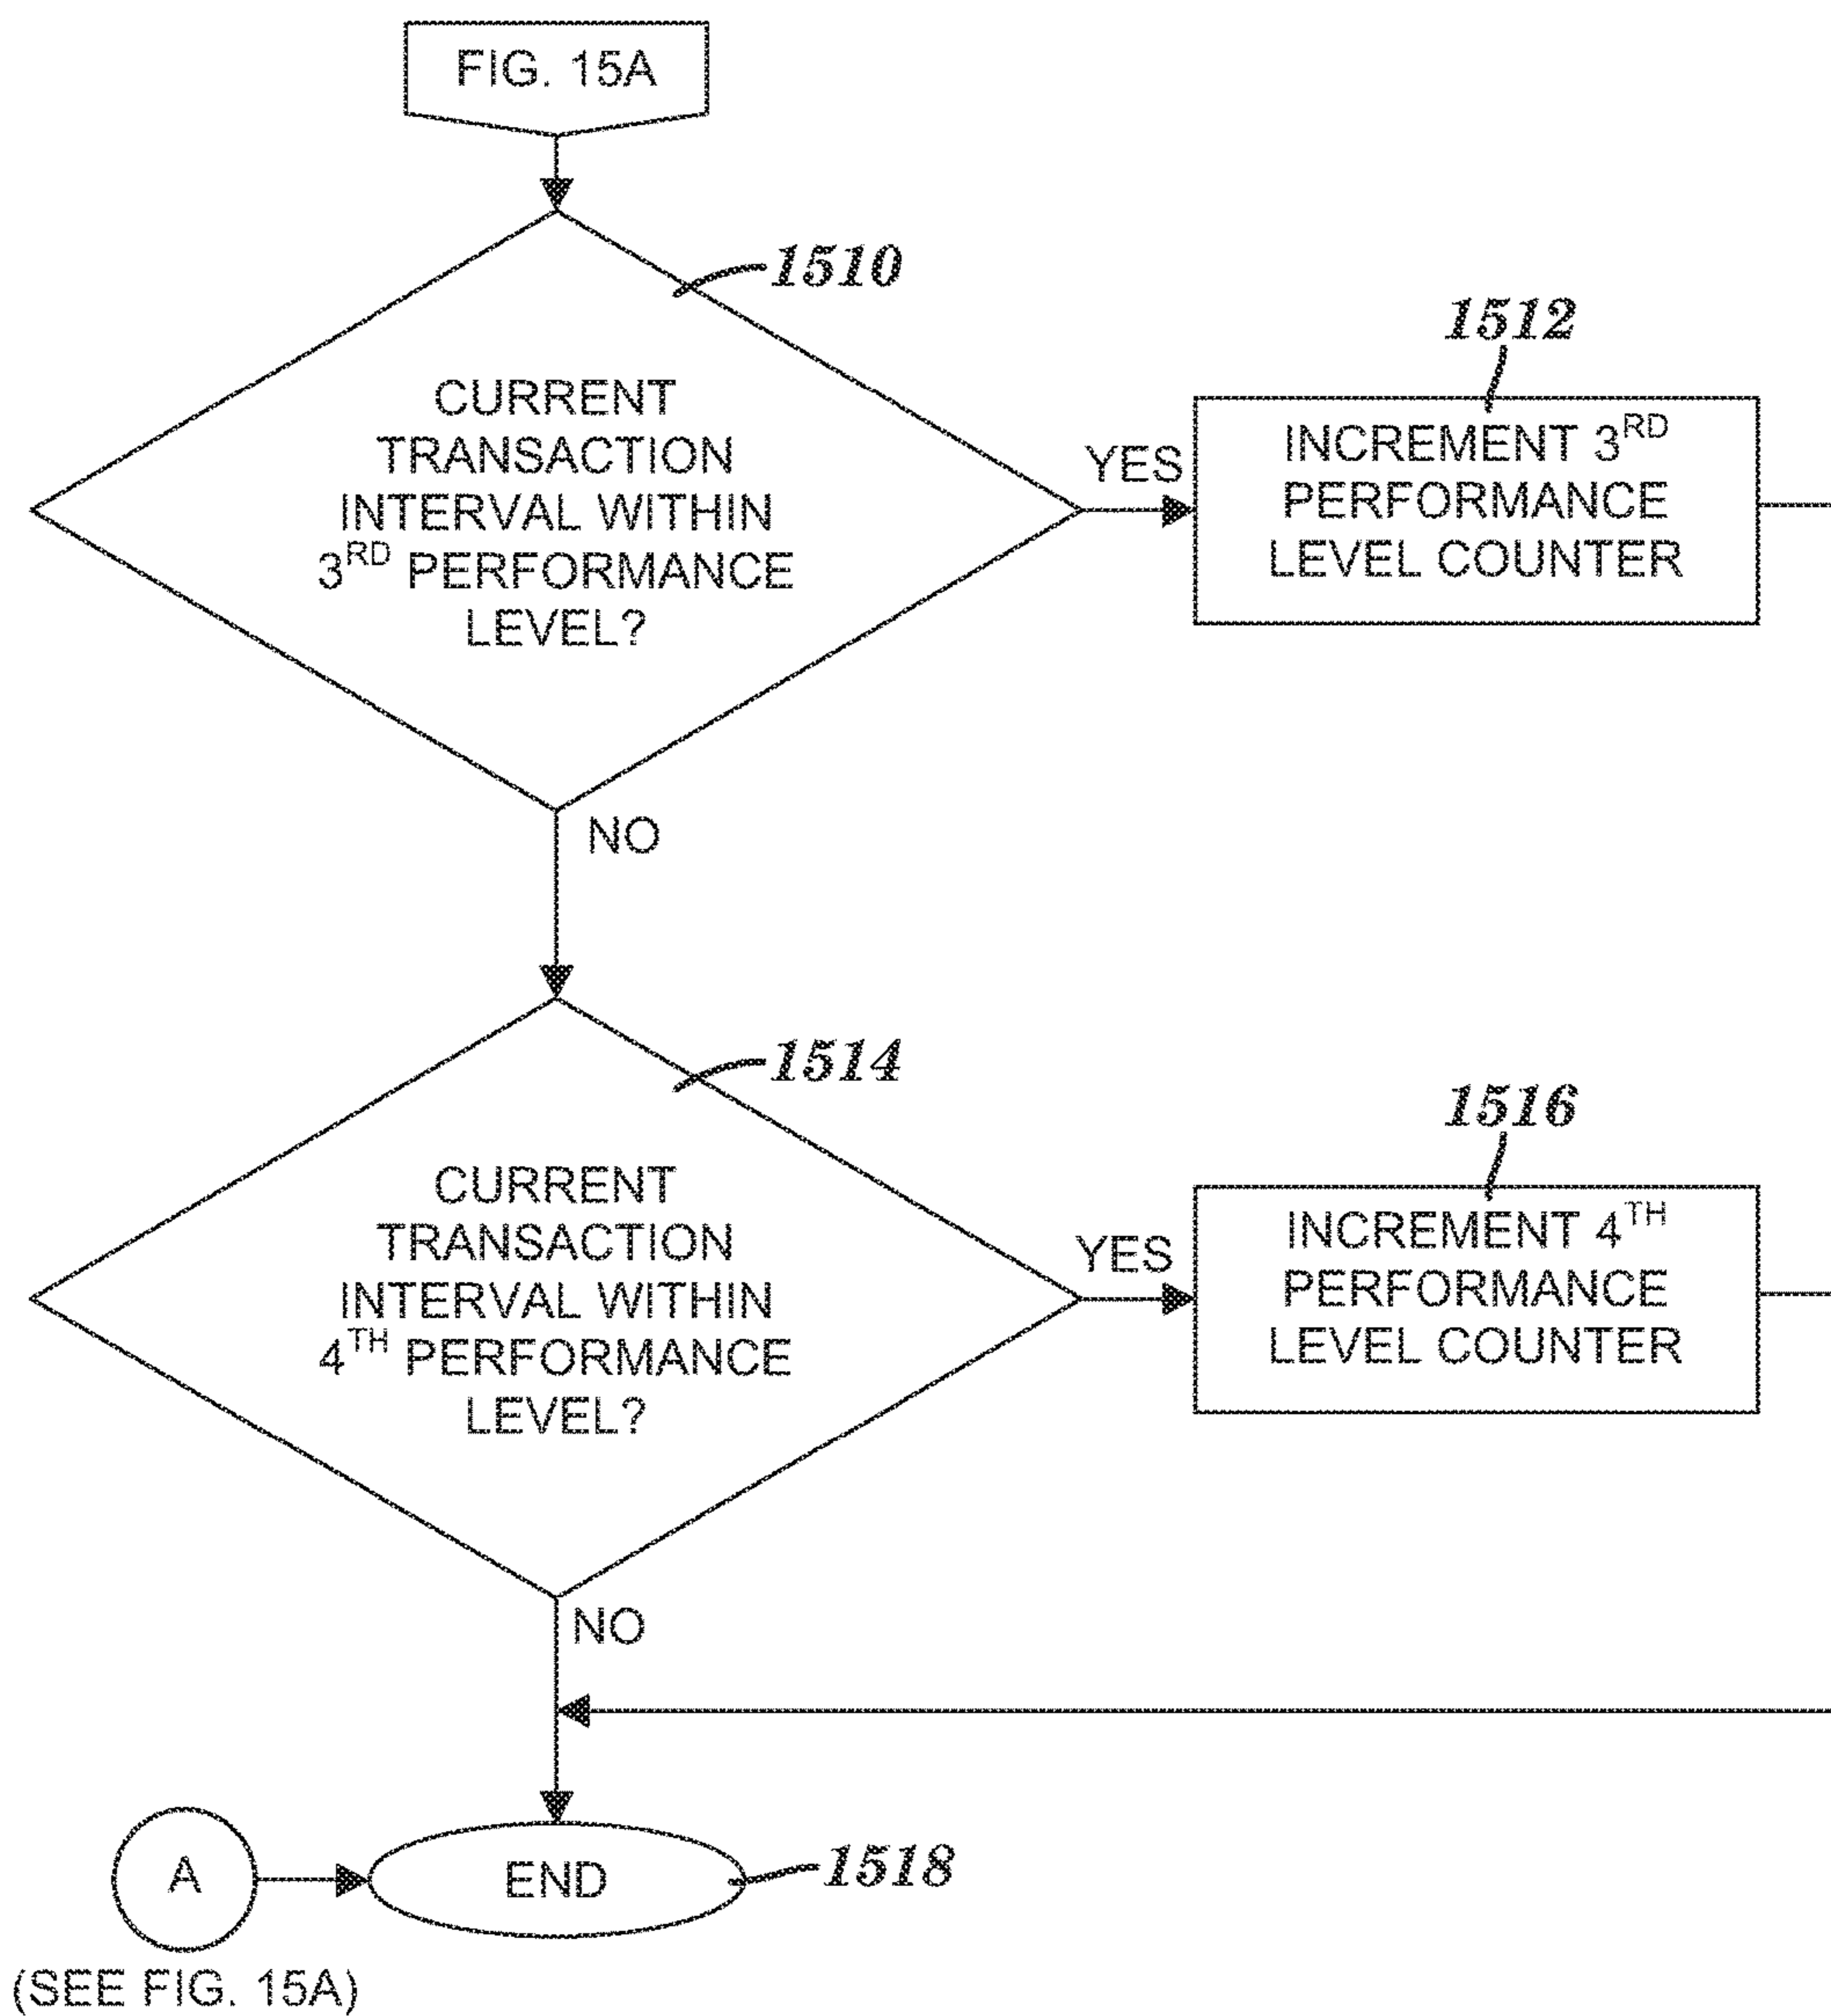 FIG. 15A
1510
CURRENT
TRANSACTION
INTERVAL WITHIN
3RD PERFORMANCE
LEVEL?
YES
1512
INCREMENT 3RD
PERFORMANCE
LEVEL COUNTER
NO
1514
CURRENT
TRANSACTION
INTERVAL WITHIN
4TH PERFORMANCE
LEVEL?
YES
1516
INCREMENT 4TH
PERFORMANCE
LEVEL COUNTER
NO
A
END
1518
(SEE FIG. 15A)